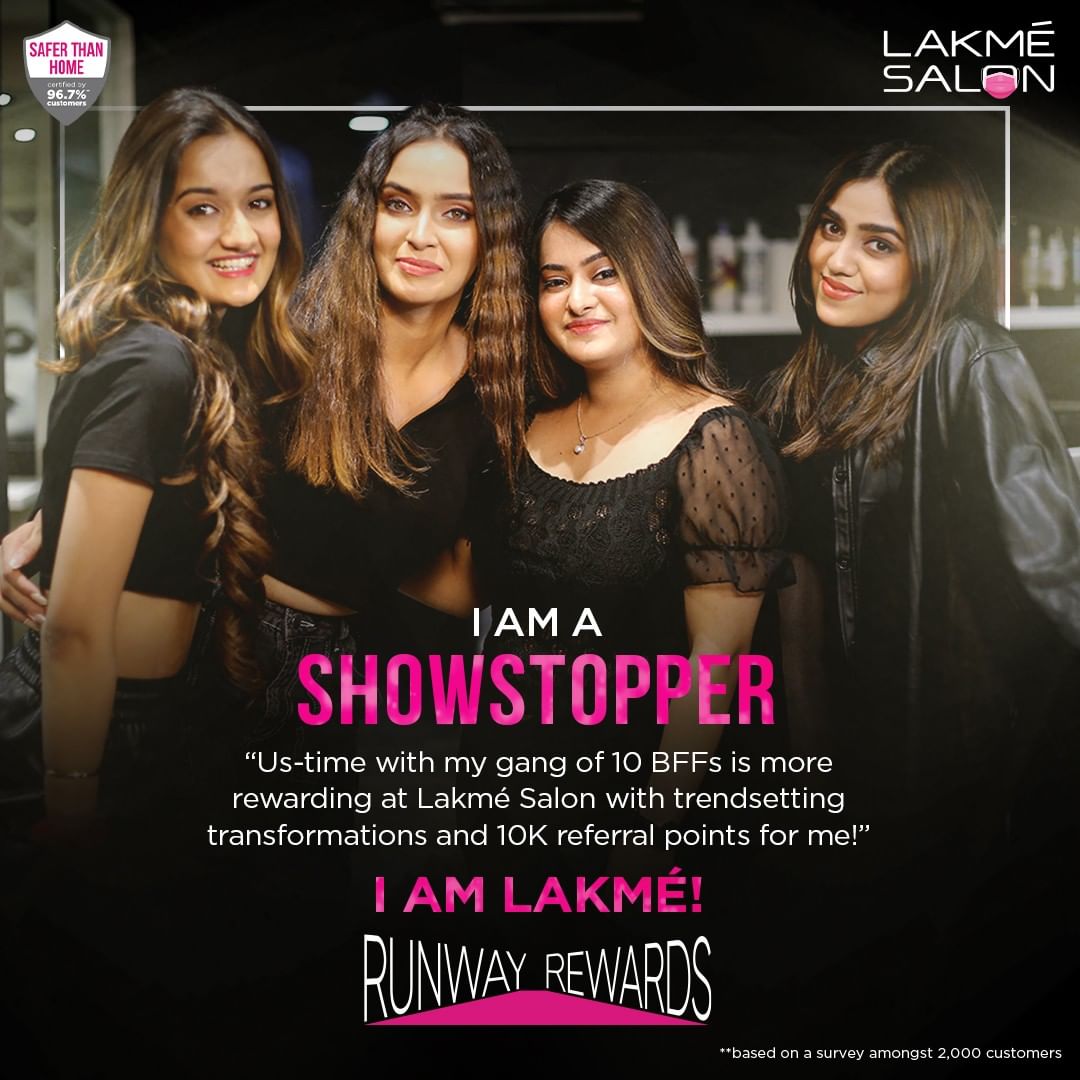 SAFER THAN
HOME
certified by
96.7%**
customers
LAKMÉ
SALON
I AM A
SHOWSTOPPER
“Us-time with my gang of 10 BFFs is more
rewarding at Lakmé Salon with trendsetting
transformations and 10K referral points for me!”
I AM LAKMÉ!
RUNWAY REWARDS
**based on a survey amongst 2,000 customers